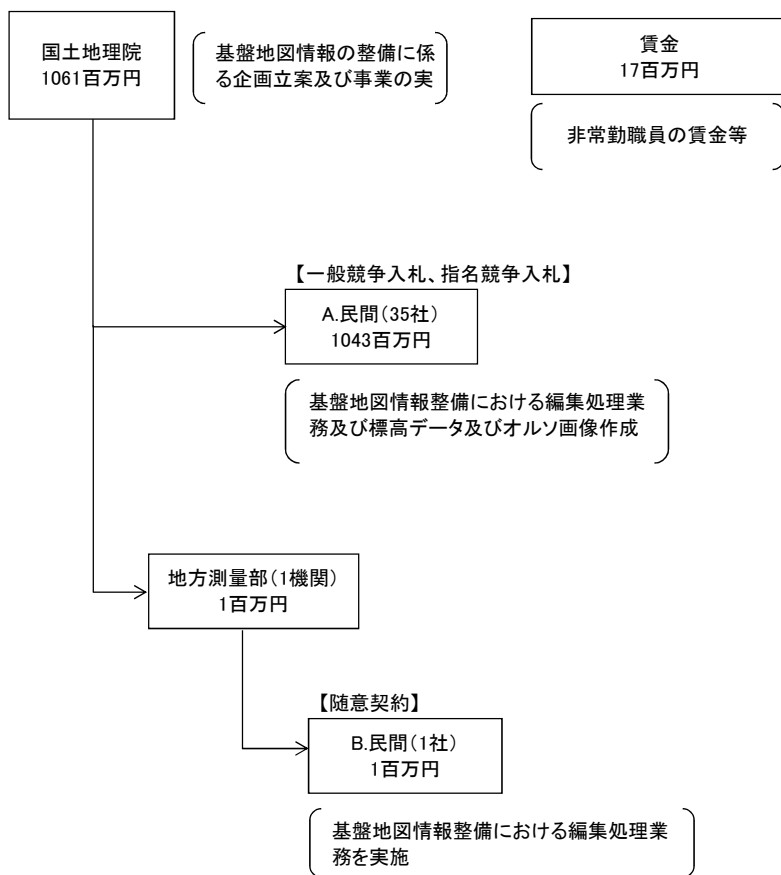 国土地理院
1061百万円
基盤地図情報の整備に係
る企画立案及び事業の実
賃金
17百万円
非常勤職員の賃金等
【一般競争入札、指名競争入札】
A.民間（35社）
1043百万円
基盤地図情報整備における編集処理業
務及び標高データ及びオルソ画像作成
地方測量部（1機関）
1百万円
【随意契約】
B.民間（1社）
1百万円
基盤地図情報整備における編集処理業
務を実施